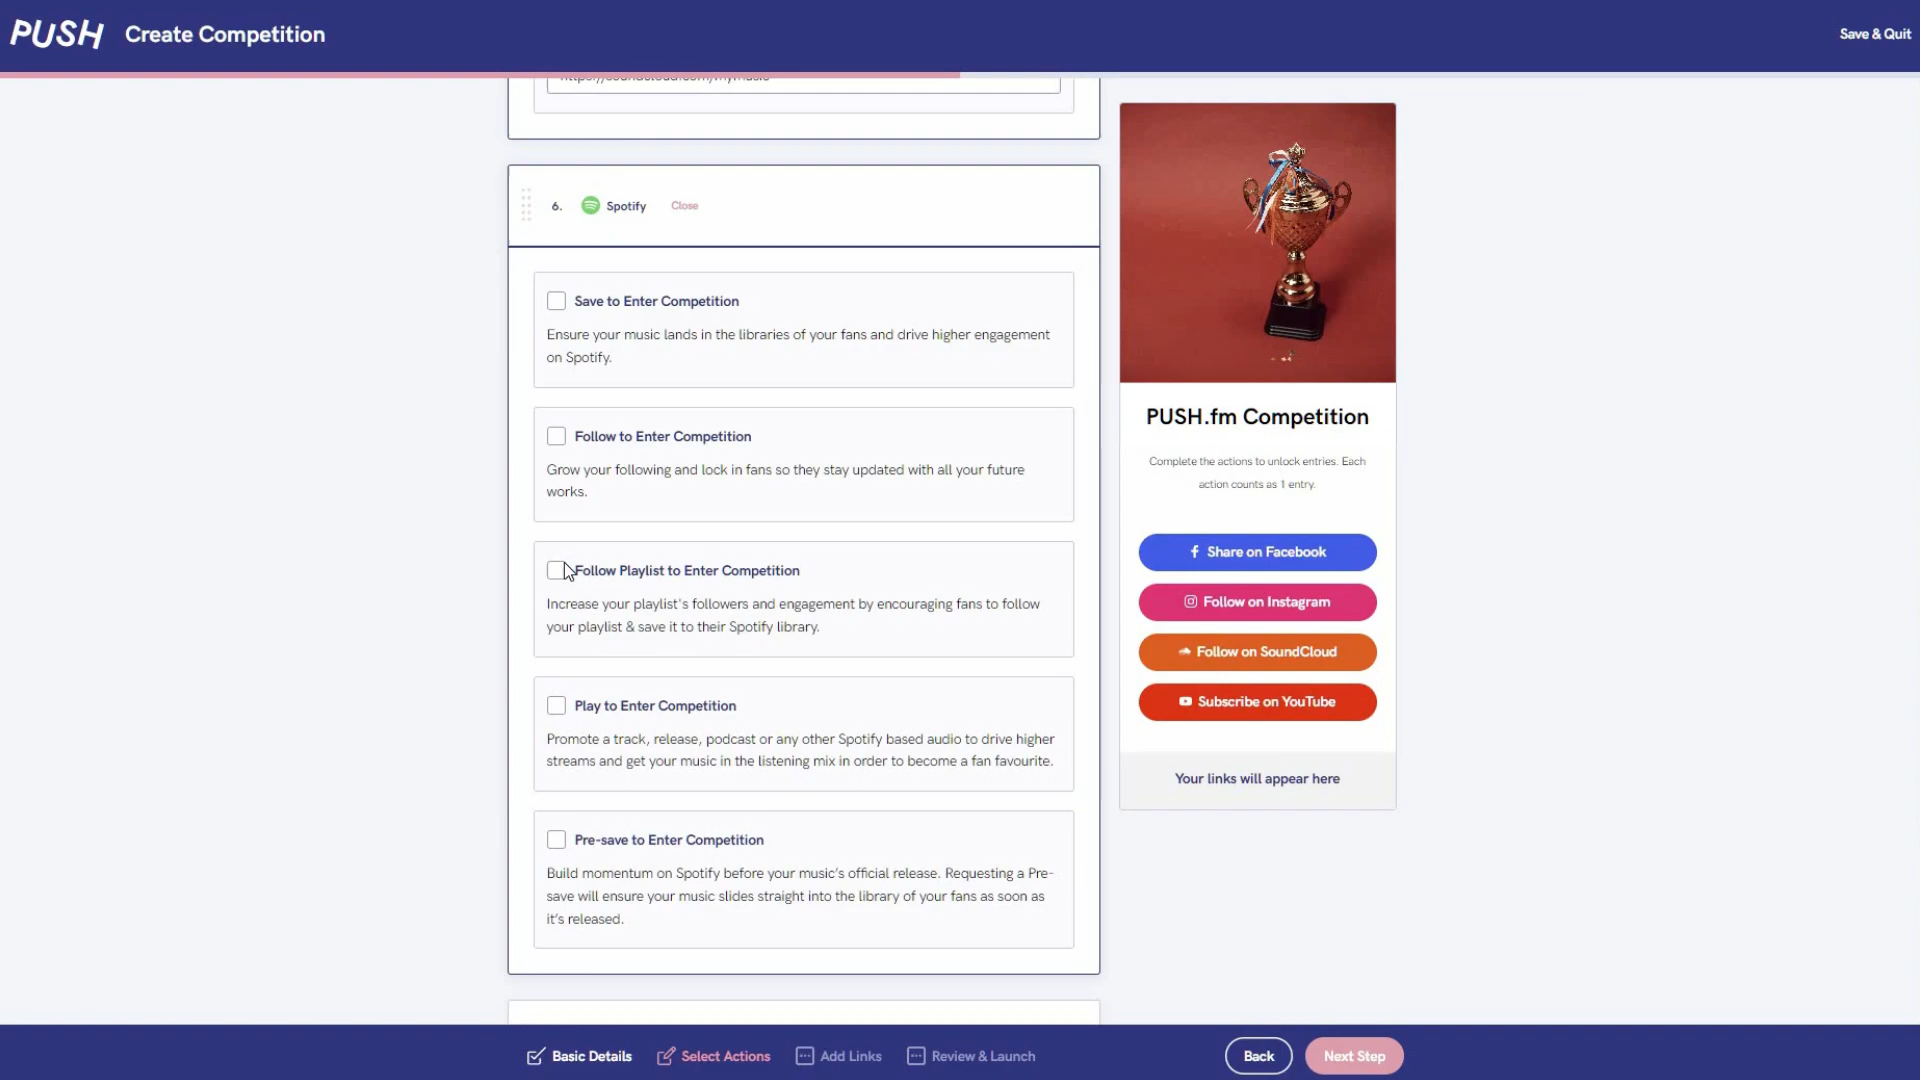 PUSH Create Competition
Save & Quit
https://soundcloud.com/mymusic
6. Spotify Close
Save to Enter Competition
Ensure your music lands in the libraries of your fans and drive higher engagement
on Spotify.
Follow to Enter Competition
Grow your following and lock in fans so they stay updated with all your future
works.
Follow Playlist to Enter Competition
Increase your playlist's followers and engagement by encouraging fans to follow
your playlist & save it to their Spotify library.
Play to Enter Competition
Promote a track, release, podcast or any other Spotify based audio to drive higher
streams and get your music in the listening mix in order to become a fan favourite.
Pre-save to Enter Competition
Build momentum on Spotify before your music’s official release. Requesting a Pre-
save will ensure your music slides straight into the library of your fans as soon as
it’s released.
PUSH.fm Competition
Complete the actions to unlock entries. Each
action counts as 1 entry.
Share on Facebook
Follow on Instagram
Follow on SoundCloud
Subscribe on YouTube
Your links will appear here
Basic Details Select Actions Add Links Review & Launch
Back Next Step